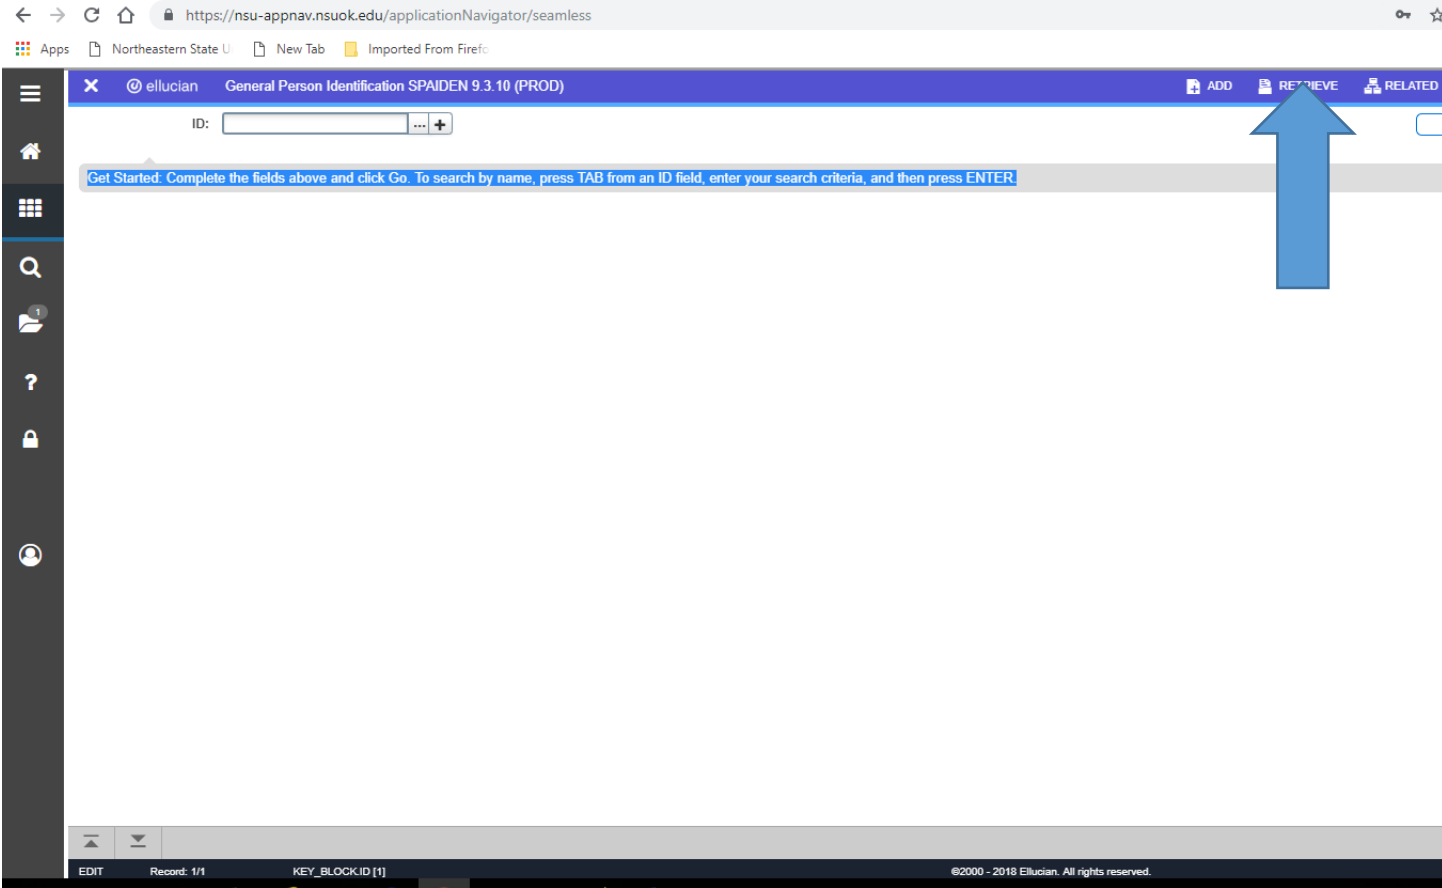 https://nsu-appnav.nsuok.edu/applicationNavigator/seamless
Apps Northeastern State U New Tab Imported From Firefo
ellucian General Person Identification SPAIDEN 9.3.10 (PROD) ADD RETRIEVE RELATED
ID: ... +
Get Started: Complete the fields above and click Go. To search by name, press TAB from an ID field, enter your search criteria, and then press ENTER.
1
?
EDIT Record: 1/1 KEY_BLOCK.ID [1] ©2000 - 2018 Ellucian. All rights reserved.